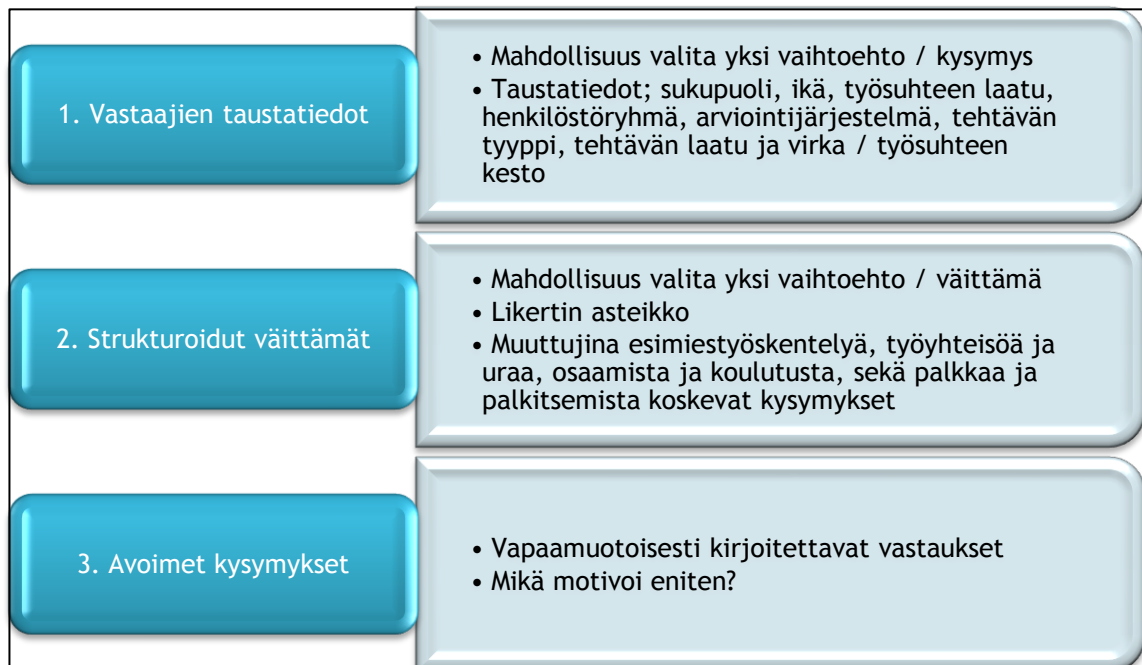 1. Vastaajien taustatiedot
• Mahdollisuus valita yksi vaihtoehto / kysymys
• Taustatiedot; sukupuoli, ikä, työsuhteen laatu,
henkilöstöryhmä, arviointijärjestelmä, tehtävän
tyyppi, tehtävän laatu ja virka / työsuhteen
kesto
2. Strukturoidut väittämät
• Mahdollisuus valita yksi vaihtoehto / väittämä
• Likertin asteikko
• Muuttujina esimiestyöskentelyä, työyhteisöä ja
uraa, osaamista ja koulutusta, sekä palkkaa ja
palkitsemista koskevat kysymykset
3. Avoimet kysymykset
• Vapaamuotoisesti kirjoitettavat vastaukset
• Mikä motivoi eniten?